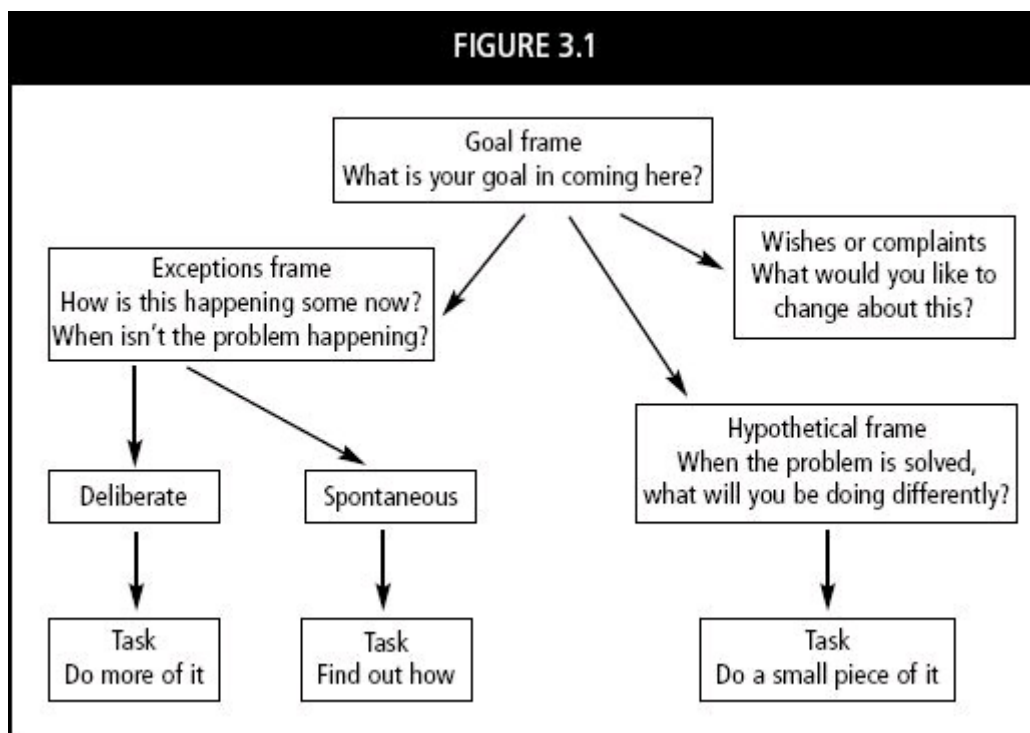 FIGURE 3.1
Goal frame
What is your goal in coming here?
Wishes or complaints
What would you like to
change about this?
Exceptions frame
How is this happening some now?
When isn't the problem happening?
Hypothetical frame
When the problem is solved,
what will you be doing differently?
Deliberate
Spontaneous
Task
Do more of it
Task
Find out how
Task
Do a small piece of it